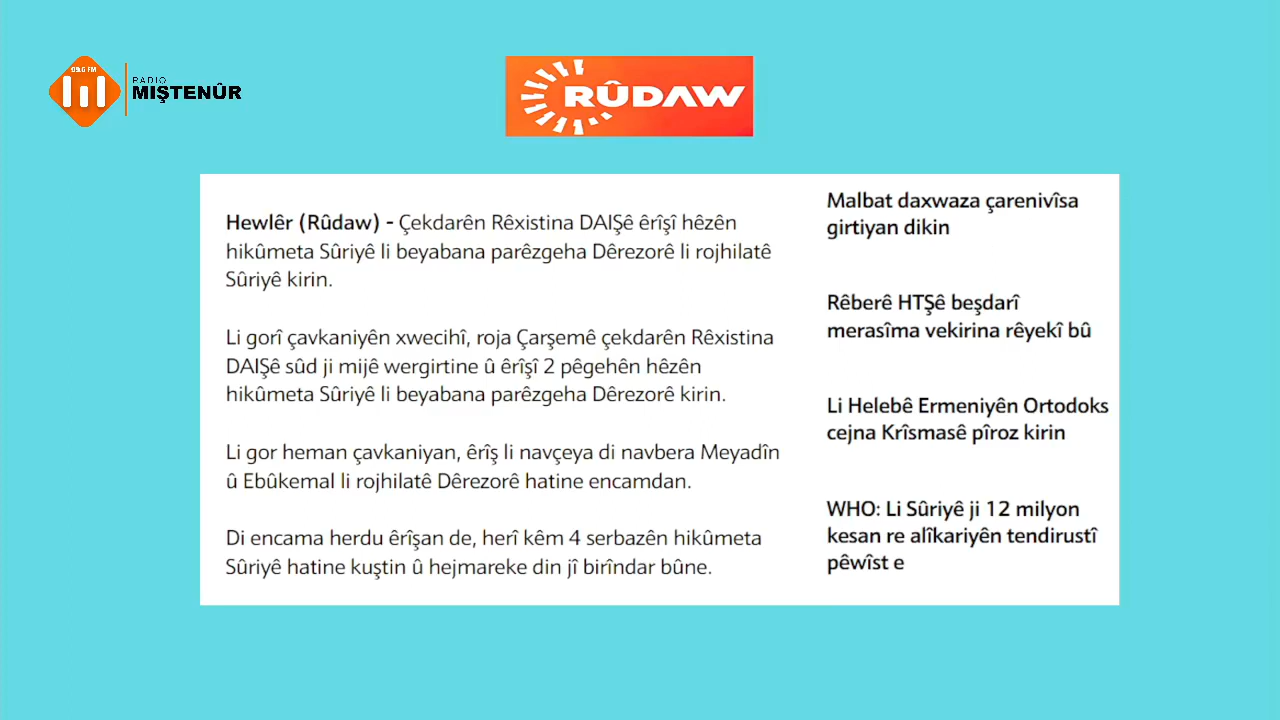 99.6 FM
RADIO
MIŞTENÛR
RÛDAW
Hewlêr (Rûdaw) - Çekdarên Rêxistina DAIŞê êrîşî hêzên
hikûmeta Sûriyê li beyabana parêzgeha Dêrezorê li rojhilatê
Sûriyê kirin.
Li gorî çavkaniyên xwecihî, roja Çarşemê çekdarên Rêxistina
DAIŞê sûd ji mijê wergirtine û êrîşî 2 pêgehên hêzên
hikûmeta Sûriyê li beyabana parêzgeha Dêrezorê kirin.
Li gor heman çavkaniyan, êrîş li navçeya di navbera Meyadîn
û Ebûkemal li rojhilatê Dêrezorê hatine encamdan.
Di encama herdu êrîşan de, herî kêm 4 serbazên hikûmeta
Sûriyê hatine kuştin û hejmareke din jî birîndar bûne.
Malbat daxwaza çarenivîsa
girtiyan dikin
Rêberê HTŞê beşdarî
merasîma vekirina rêyekî bû
Li Helebê Ermeniyên Ortodoks
cejna Krîsmasê pîroz kirin
WHO: Li Sûriyê ji 12 milyon
kesan re alîkariyên tendirustî
pêwîst e